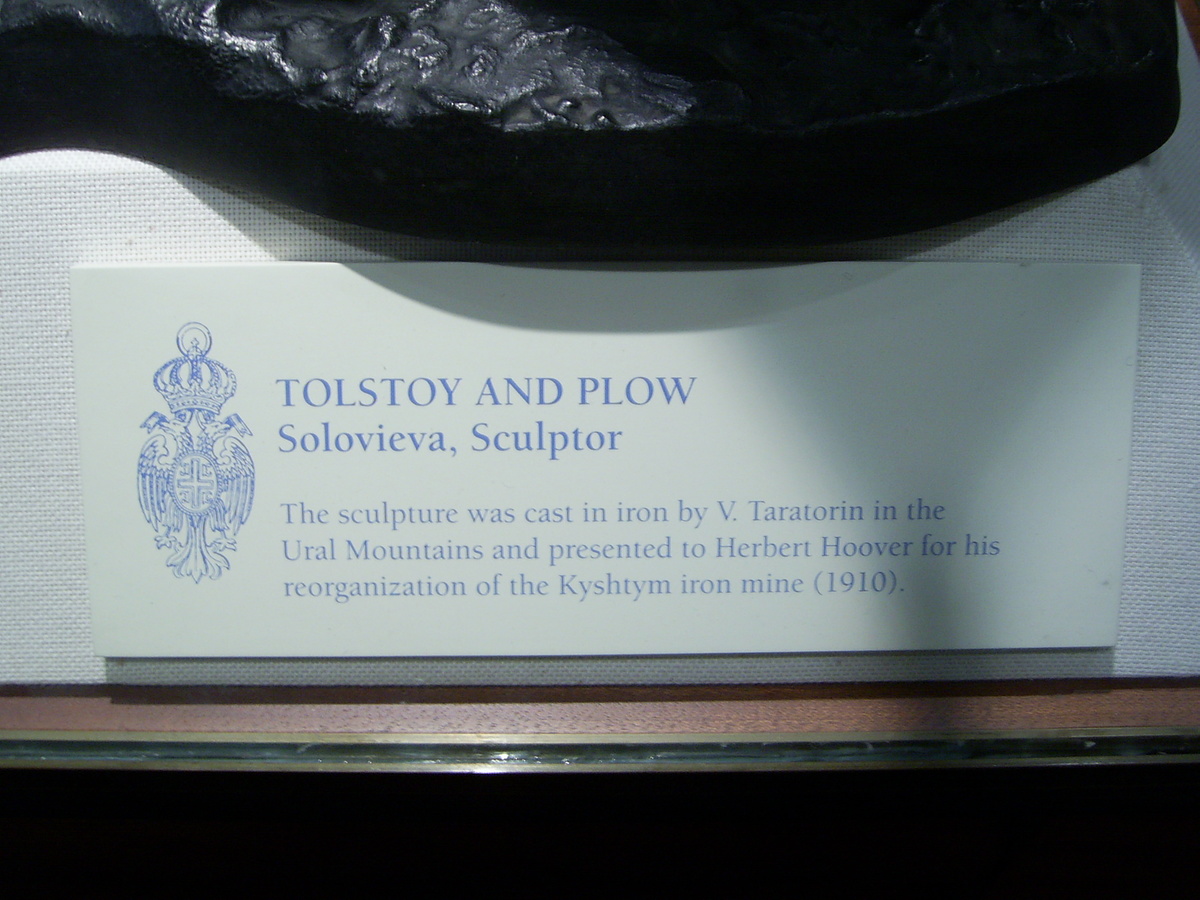 TOLSTOY AND PLOW
Solovieva, Sculptor
The sculpture was cast in iron by V. Taratorin in the
Ural Mountains and presented to Herbert Hoover for his
reorganization of the Kyshtym iron mine (1910).